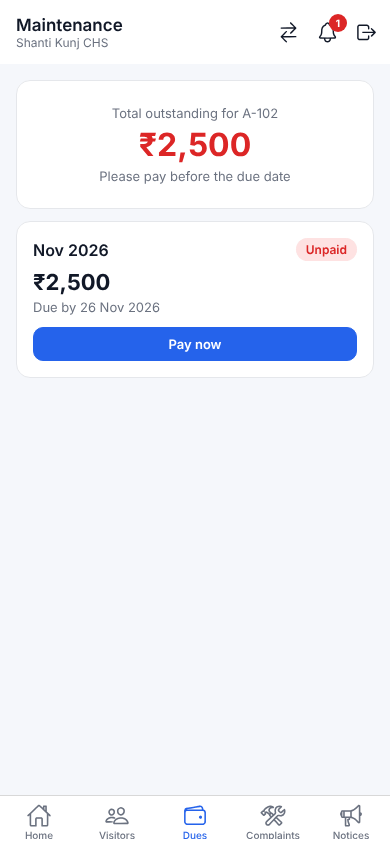 Maintenance
Shanti Kunj CHS
1
Total outstanding for A-102
₹2,500
Please pay before the due date
Nov 2026
Unpaid
₹2,500
Due by 26 Nov 2026
Pay now
Home
Visitors
Dues
Complaints
Notices